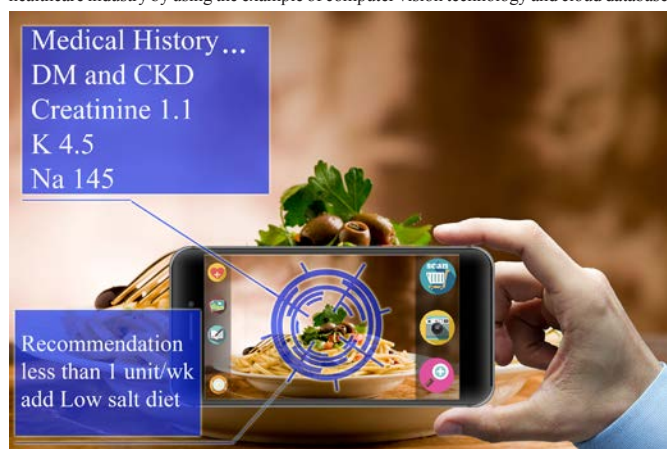 healthcare industry by using the example of computer vision technology and cloud database
Medical History...
DM and CKD
Creatinine 1.1
K 4.5
Na 145
scan
Recommendation
less than 1 unit/wk
add Low salt diet